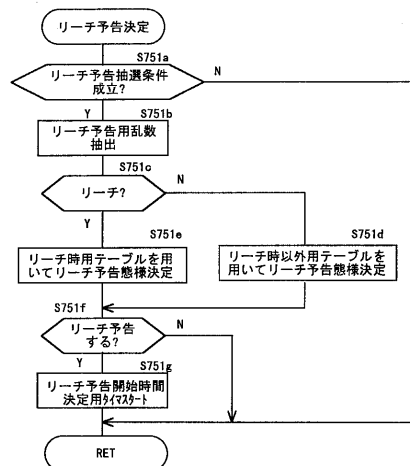 リーチ予告決定
S751a
リーチ予告抽選条件
成立?
N
Y
S751b
リーチ予告用乱数
抽出
S751c
リーチ?
N
Y
S751e
S751d
リーチ時用テーブルを用
いてリーチ予告態様決定
リーチ時以外用テーブルを
用いてリーチ予告態様決定
S751f
リーチ予告
する?
N
Y
S751g
リーチ予告開始時間
決定用ﾀｲﾏｽﾀｰﾄ
RET